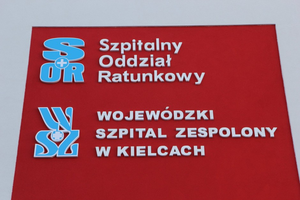 SOR
Szpitalny
Oddział
Ratunkowy
WSZ
WOJEWÓDZKI
SZPITAL ZESPOLONY
W KIELCACH